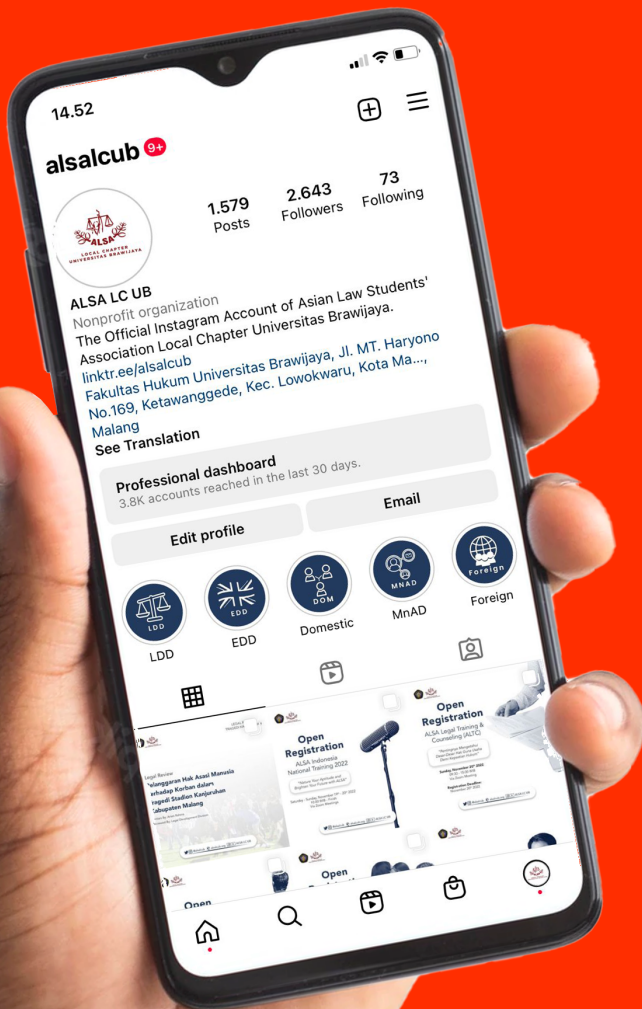 14.52
alsalcub 9+
1.579
Posts
2.643
Followers
73
Following
ALSA
LOCAL CHAPTER
UNIVERSITAS BRAWIJAYA
ALSA LC UB
Nonprofit organization
The Official Instagram Account of Asian Law Students'
Association Local Chapter Universitas Brawijaya.
linktr.ee/alsalcub
Fakultas Hukum Universitas Brawijaya, Jl. MT. Haryono
No.169, Ketawanggede, Kec. Lowokwaru, Kota Ma...,
Malang
See Translation
Professional dashboard
3.8K accounts reached in the last 30 days.
Edit profile
Email
LDD
EDD
DOM
MNAD
Foreign
LDD
EDD
Domestic
MnAD
Foreign
Legal Review
Pelanggaran Hak Asasi Manusia
erhadap Korban dalam
ragedi Stadion Kanjuruhan
Kabupaten Malang
Open
Registration
ALSA Indonesia
National Training 2022
Open
Registration
ALSA Legal Training &
Counseling (ALTC)
Registration Deadline:
Open
Open